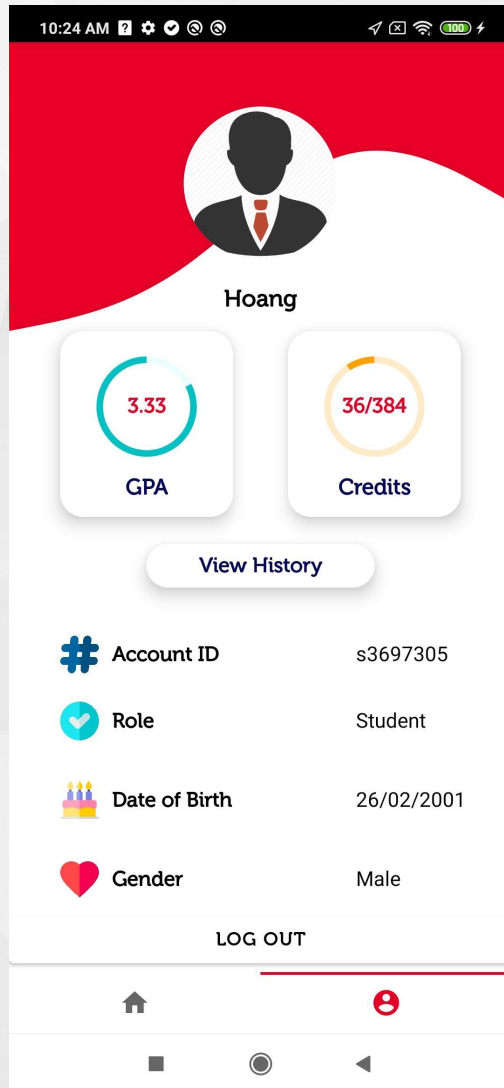 10:24 AM
100
Hoang
3.33
36/384
GPA
Credits
View History
Account ID
s3697305
Role
Student
Date of Birth
26/02/2001
Gender
Male
LOG OUT